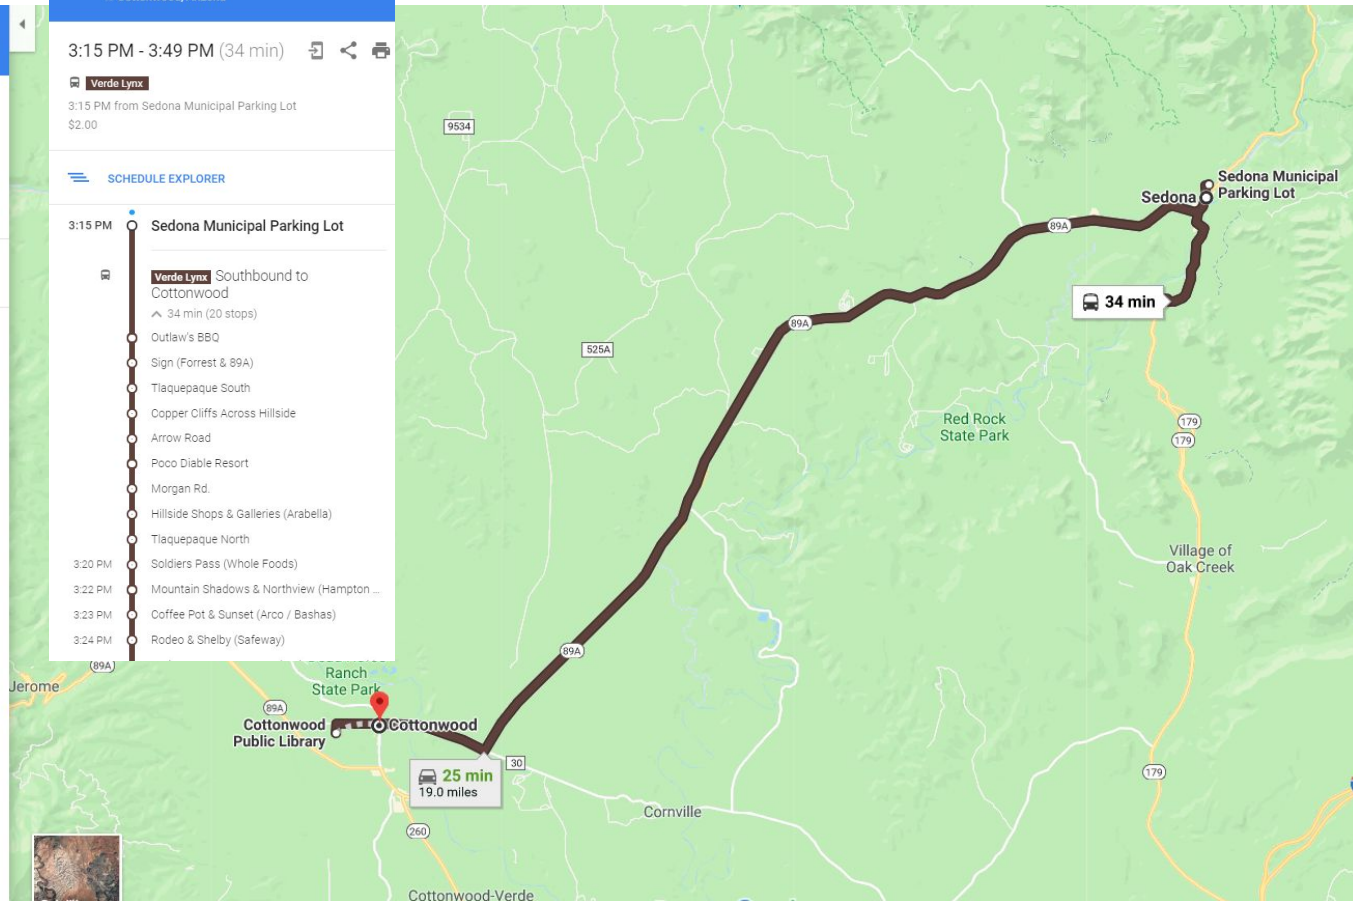 3:15 PM - 3:49 PM (34 min)
Verde Lynx
3:15 PM from Sedona Municipal Parking Lot
$2.00
SCHEDULE EXPLORER
3:15 PM Sedona Municipal Parking Lot
Verde Lynx Southbound to
Cottonwood
34 min (20 stops)
Outlaw's BBQ
Sign (Forrest & 89A)
Tlaquepaque South
Copper Cliffs Across Hillside
Arrow Road
Poco Diable Resort
Morgan Rd.
Hillside Shops & Galleries (Arabella)
Tlaquepaque North
3:20 PM Soldiers Pass (Whole Foods)
3:22 PM Mountain Shadows & Northview (Hampton ...
3:23 PM Coffee Pot & Sunset (Arco / Bashas)
3:24 PM Rodeo & Shelby (Safeway)
9534
Sedona Municipal
Parking Lot
Sedona
89A
34 min
89A
525A
Red Rock
State Park
179
179
Village of
Oak Creek
89A
89A
Jerome
Ranch
State Park
89A
Cottonwood
Public Library
Cottonwood
30
25 min
19.0 miles
179
Cornville
260
Cottonwood-Verde